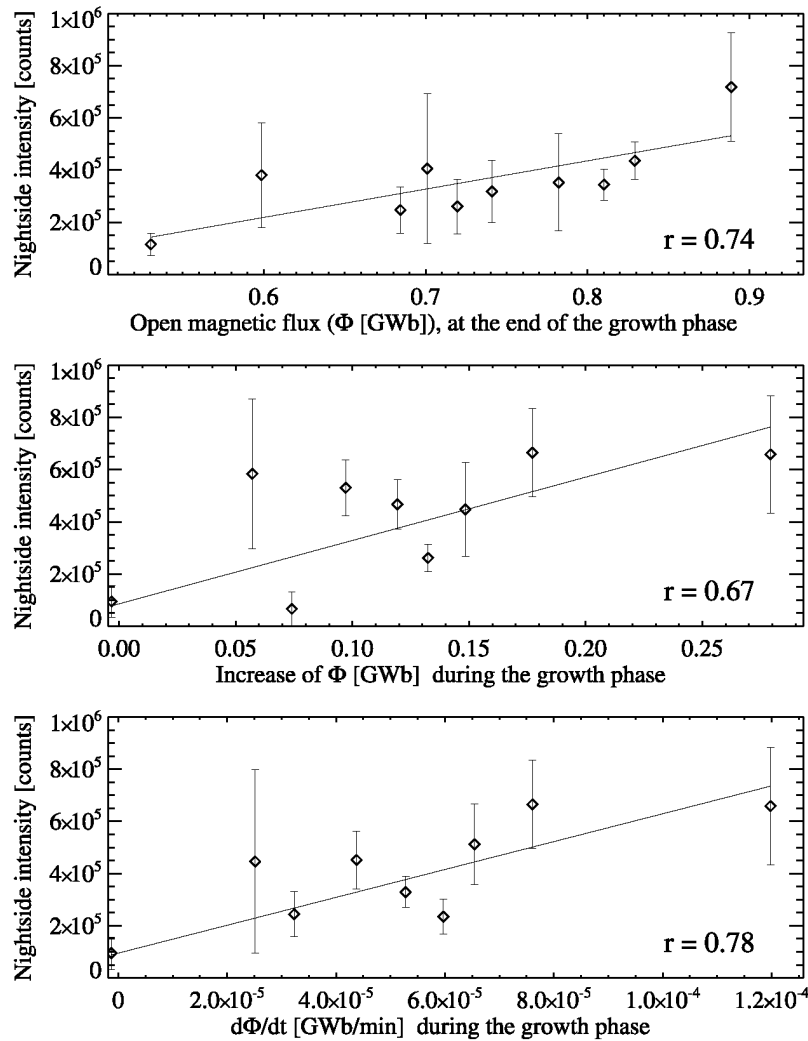 1×10⁶
8×10⁵
6×10⁵
4×10⁵
2×10⁵
0
Nightside intensity [counts]
r = 0.74
0.6 0.7 0.8 0.9
Open magnetic flux (Φ [GWb]), at the end of the growth phase
1×10⁶
8×10⁵
6×10⁵
4×10⁵
2×10⁵
0
Nightside intensity [counts]
r = 0.67
0.00 0.05 0.10 0.15 0.20 0.25
Increase of Φ [GWb] during the growth phase
1×10⁶
8×10⁵
6×10⁵
4×10⁵
2×10⁵
0
Nightside intensity [counts]
r = 0.78
0 2.0×10⁻⁵ 4.0×10⁻⁵ 6.0×10⁻⁵ 8.0×10⁻⁵ 1.0×10⁻⁴ 1.2×10⁻⁴
dΦ/dt [GWb/min] during the growth phase